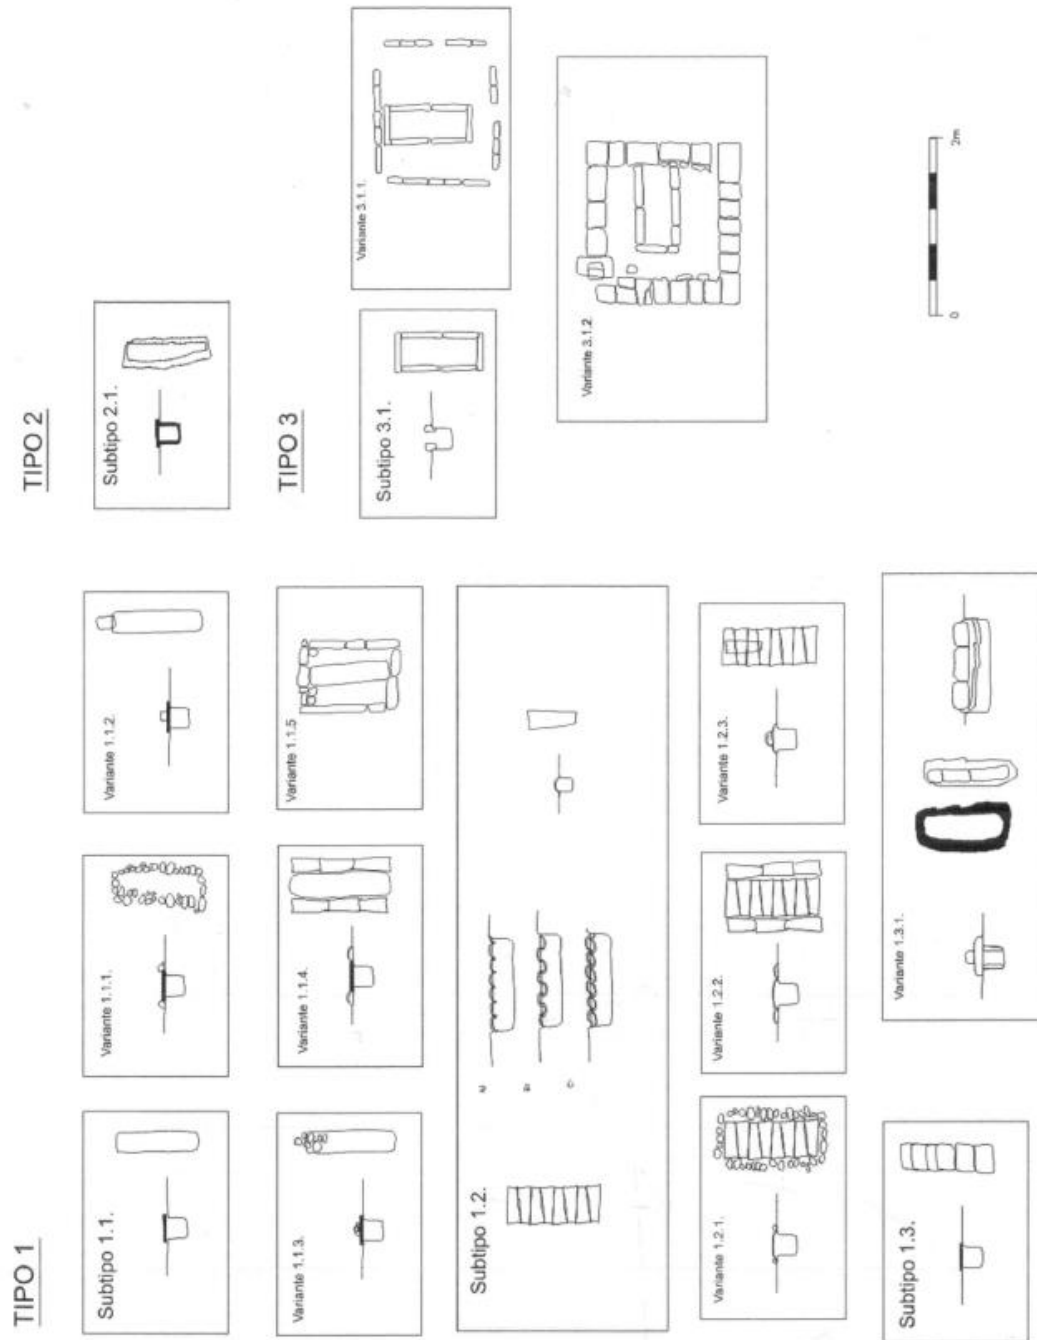 TIPO 1
Subtipo 1.1.
Variante 1.1.1.
Variante 1.1.2.
Variante 1.1.3.
Variante 1.1.4.
Variante 1.1.5
Subtipo 1.2.
Variante 1.2.1.
Variante 1.2.2.
Variante 1.2.3.
Subtipo 1.3.
Variante 1.3.1.
TIPO 2
Subtipo 2.1.
TIPO 3
Subtipo 3.1.
Variante 3.1.1.
Variante 3.1.2.
0 2m